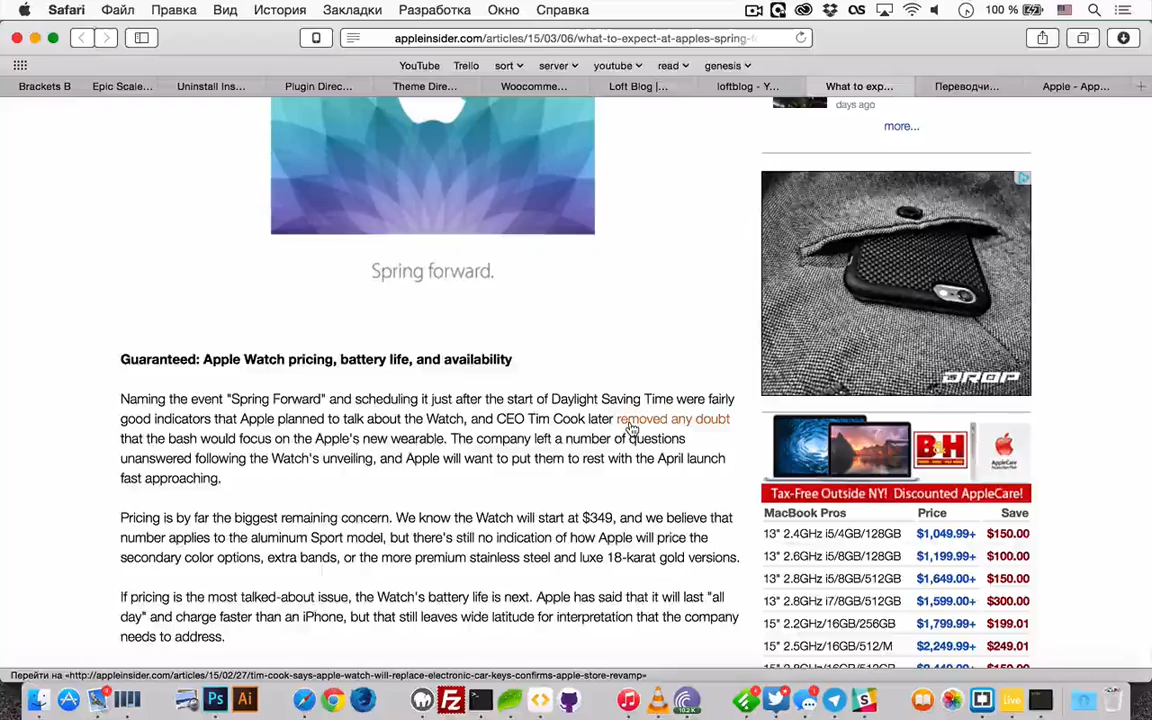 Safari Файл Правка Вид История Закладки Разработка Окно Справка 100 %
appleinsider.com/articles/15/03/06/what-to-expect-at-apples-spring-fo
YouTube Trello sort server youtube read genesis
Brackets B Epic Scale... Uninstall Ins... Plugin Direc... Theme Dire... Woocomme... Loft Blog |... loftblog - Y... What to exp... Переводчи... Apple - App...
days ago
more...
Spring forward.
DROP
Guaranteed: Apple Watch pricing, battery life, and availability
Naming the event "Spring Forward" and scheduling it just after the start of Daylight Saving Time were fairly
good indicators that Apple planned to talk about the Watch, and CEO Tim Cook later removed any doubt
that the bash would focus on the Apple's new wearable. The company left a number of questions
unanswered following the Watch's unveiling, and Apple will want to put them to rest with the April launch
fast approaching.
Pricing is by far the biggest remaining concern. We know the Watch will start at $349, and we believe that
number applies to the aluminum Sport model, but there's still no indication of how Apple will price the
secondary color options, extra bands, or the more premium stainless steel and luxe 18-karat gold versions.
If pricing is the most talked-about issue, the Watch's battery life is next. Apple has said that it will last "all
day" and charge faster than an iPhone, but that still leaves wide latitude for interpretation that the company
needs to address.
B&H AppleCare
Tax-Free Outside NY! Discounted AppleCare!
MacBook Pros Price Save
13" 2.4GHz i5/4GB/128GB $1,049.99+ $150.00
13" 2.6GHz i5/8GB/128GB $1,199.99+ $100.00
13" 2.8GHz i5/8GB/512GB $1,649.00+ $150.00
13" 2.8GHz i7/8GB/512GB $1,599.00+ $300.00
15" 2.2GHz/16GB/256GB $1,799.99+ $199.01
15" 2.5GHz/16GB/512/M $2,249.99+ $249.01
Перейти на «http://appleinsider.com/articles/15/02/27/tim-cook-says-apple-watch-will-replace-electronic-car-keys-confirms-apple-store-revamp»
Ps Ai Fz 10,2 K Live